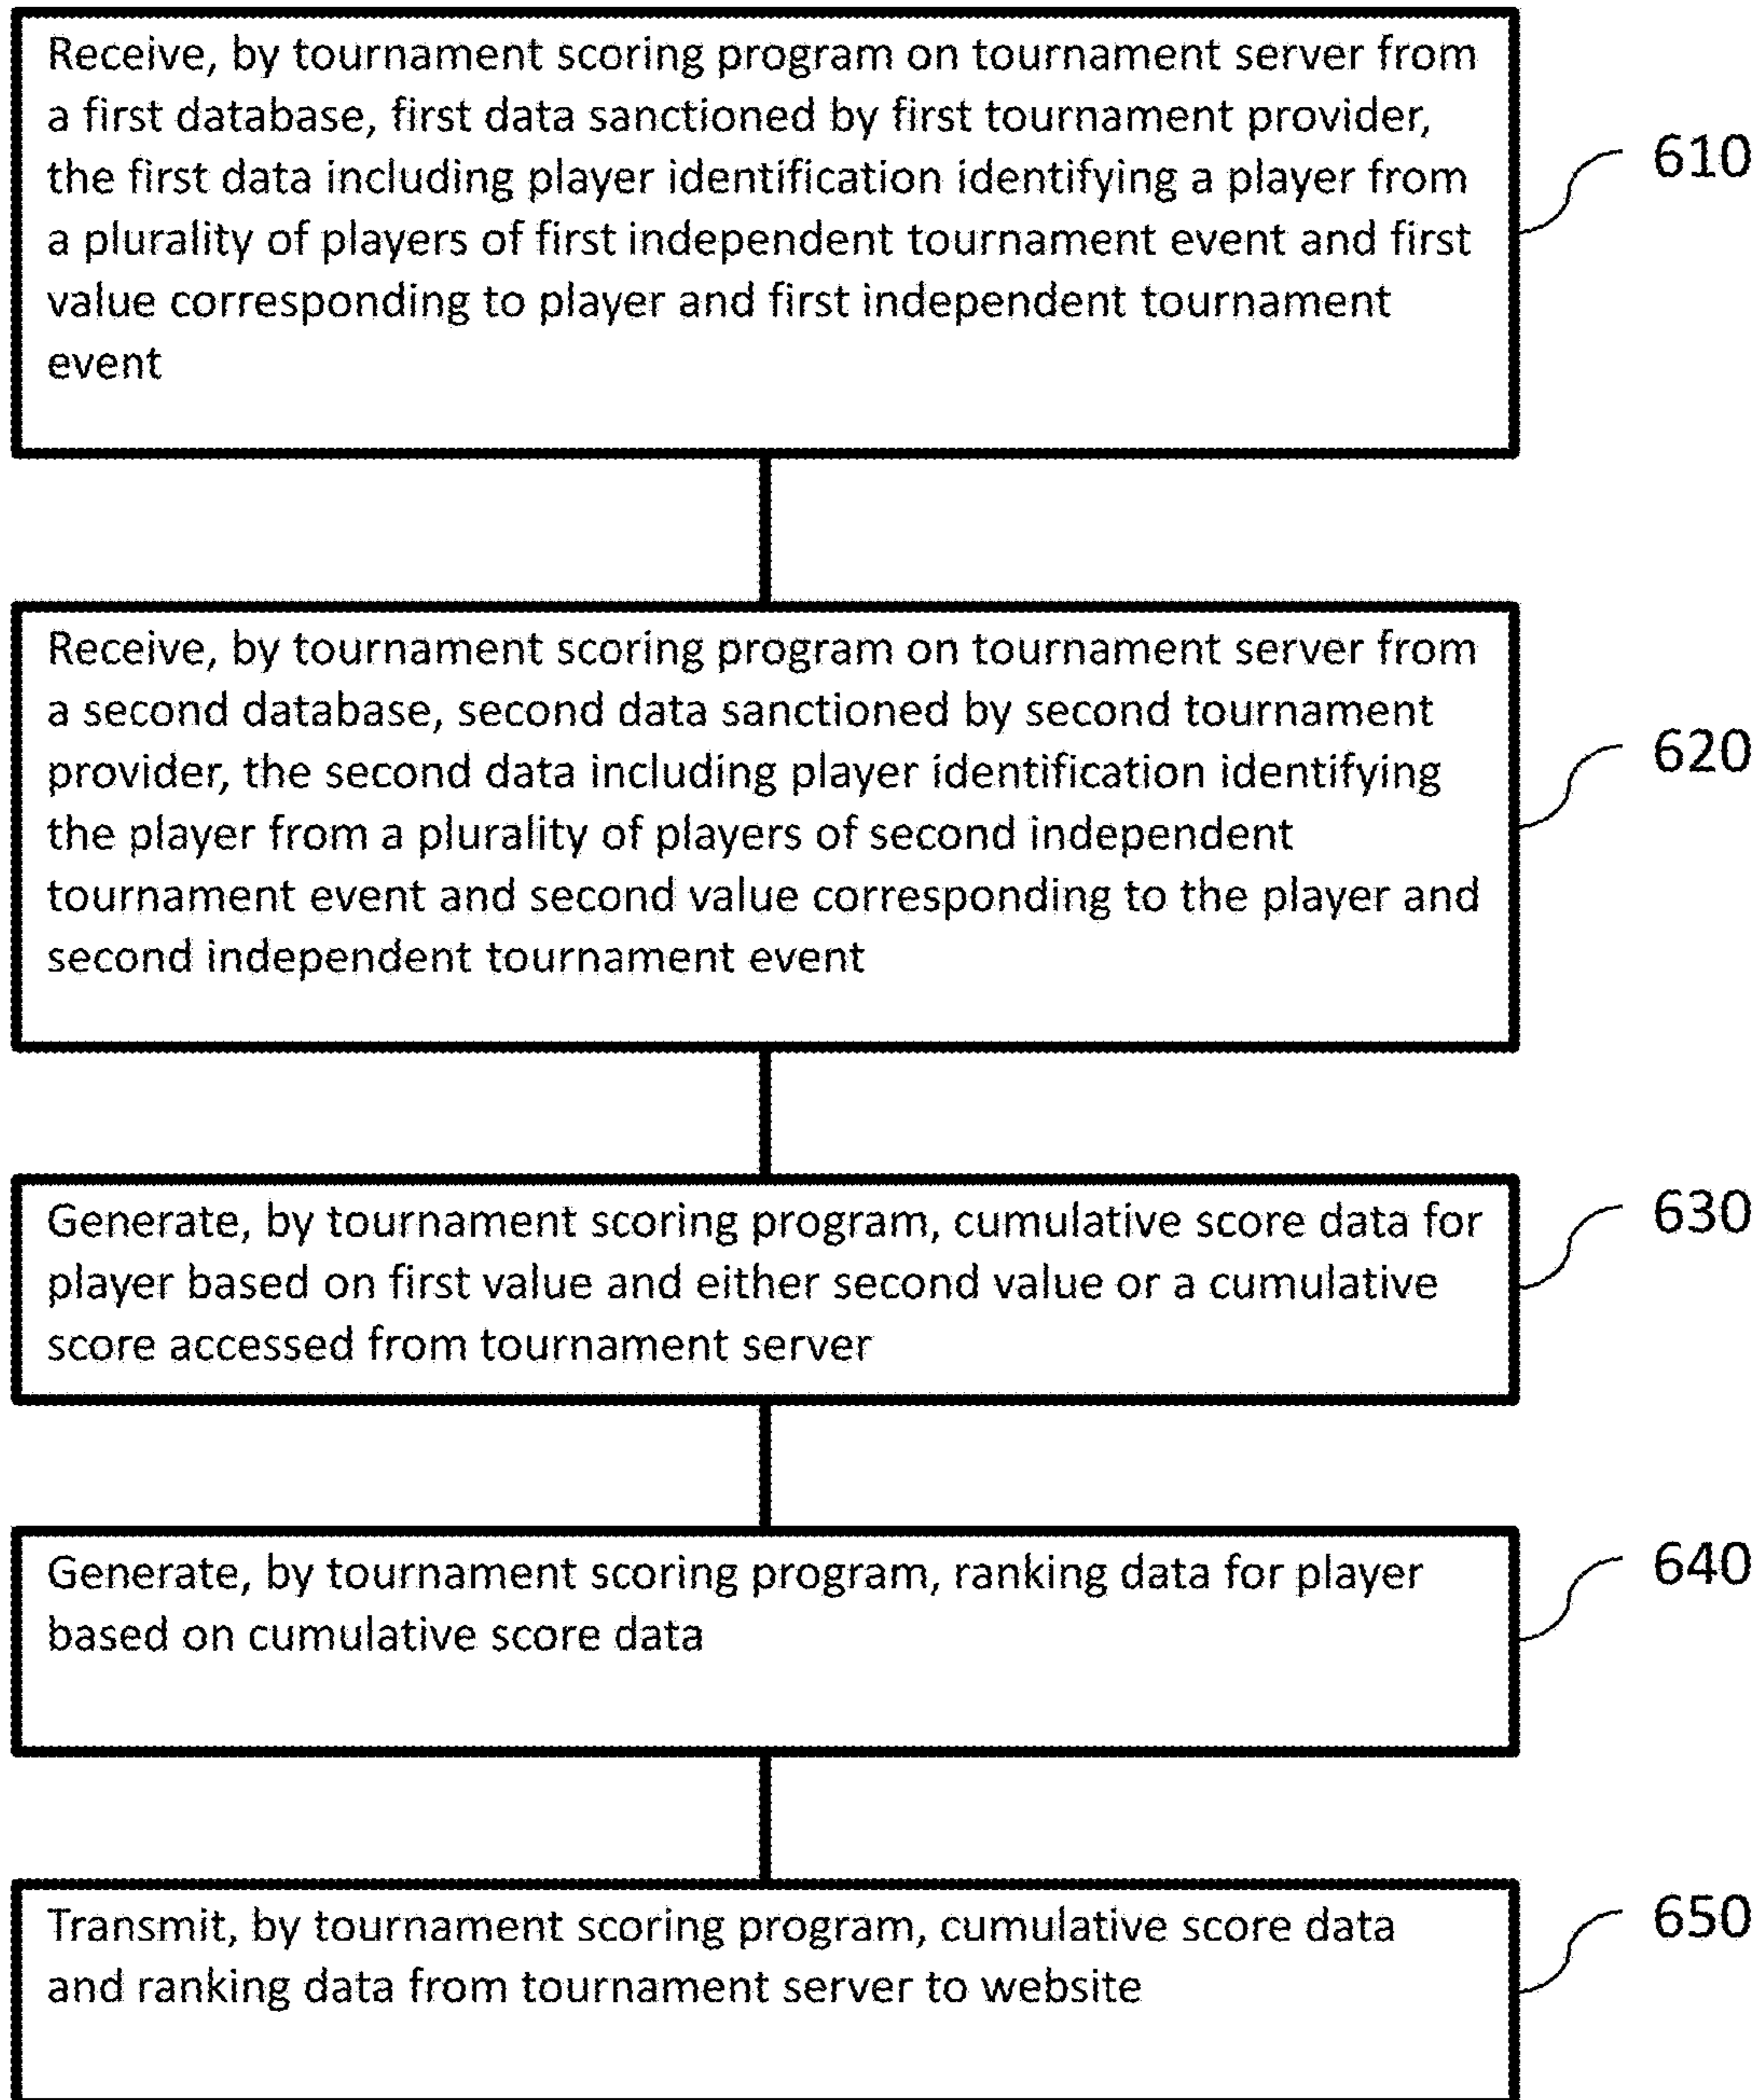 Receive, by tournament scoring program on tournament server from
a first database, first data sanctioned by first tournament provider,
the first data including player identification identifying a player from
a plurality of players of first independent tournament event and first
value corresponding to player and first independent tournament
event
610
Receive, by tournament scoring program on tournament server from
a second database, second data sanctioned by second tournament
provider, the second data including player identification identifying
the player from a plurality of players of second independent
tournament event and second value corresponding to the player and
second independent tournament event
620
Generate, by tournament scoring program, cumulative score data for
player based on first value and either second value or a cumulative
score accessed from tournament server
630
Generate, by tournament scoring program, ranking data for player
based on cumulative score data
640
Transmit, by tournament scoring program, cumulative score data
and ranking data from tournament server to website
650